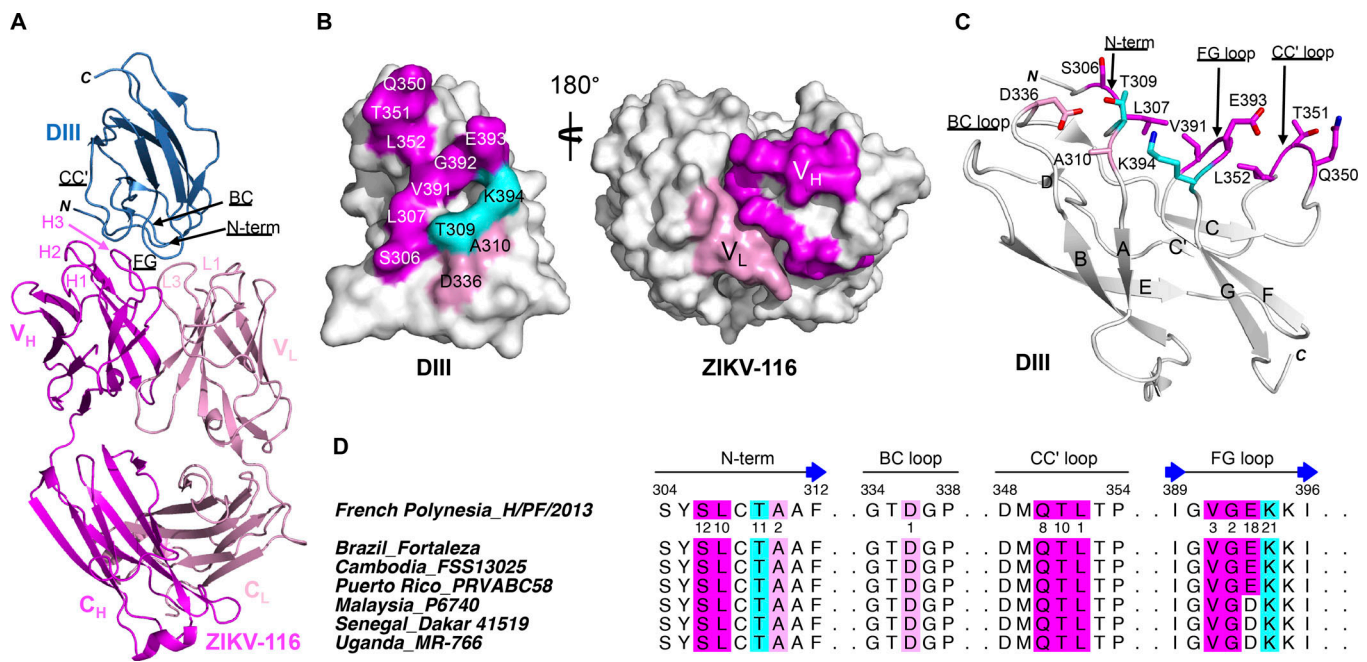 A
C
DIII
CC'
N
BC
N-term
H3
H2
FG
L1
H1
L3
VH
VL
CH
CL
ZIKV-116
B
Q350
T351
L352
E393
G392
K394
V391
L307
T309
A310
S306
D336
DIII
180°
VH
VL
ZIKV-116
C
N-term
S306
FG loop
CC' loop
N
T309
D336
L307
E393
T351
BC loop
V391
A310
K394
L352
Q350
D
C
A
C'
B
E
G
F
C
DIII
D
N-term BC loop CC' loop FG loop
304 312 334 338 348 354 389 396
French Polynesia_H/PF/2013 S Y S L C T A A F . . G T D G P . . D M Q T L T P . . I G V G E K K I . .
12 10 11 2 1 8 10 1 3 2 18 21
Brazil_Fortaleza S Y S L C T A A F . . G T D G P . . D M Q T L T P . . I G V G E K K I . .
Cambodia_FSS13025 S Y S L C T A A F . . G T D G P . . D M Q T L T P . . I G V G E K K I . .
Puerto Rico_PRVABC58 S Y S L C T A A F . . G T D G P . . D M Q T L T P . . I G V G E K K I . .
Malaysia_P6740 S Y S L C T A A F . . G T D G P . . D M Q T L T P . . I G V G D K K I . .
Senegal_Dakar 41519 S Y S L C T A A F . . G T D G P . . D M Q T L T P . . I G V G D K K I . .
Uganda_MR-766 S Y S L C T A A F . . G T D G P . . D M Q T L T P . . I G V G D K K I . .